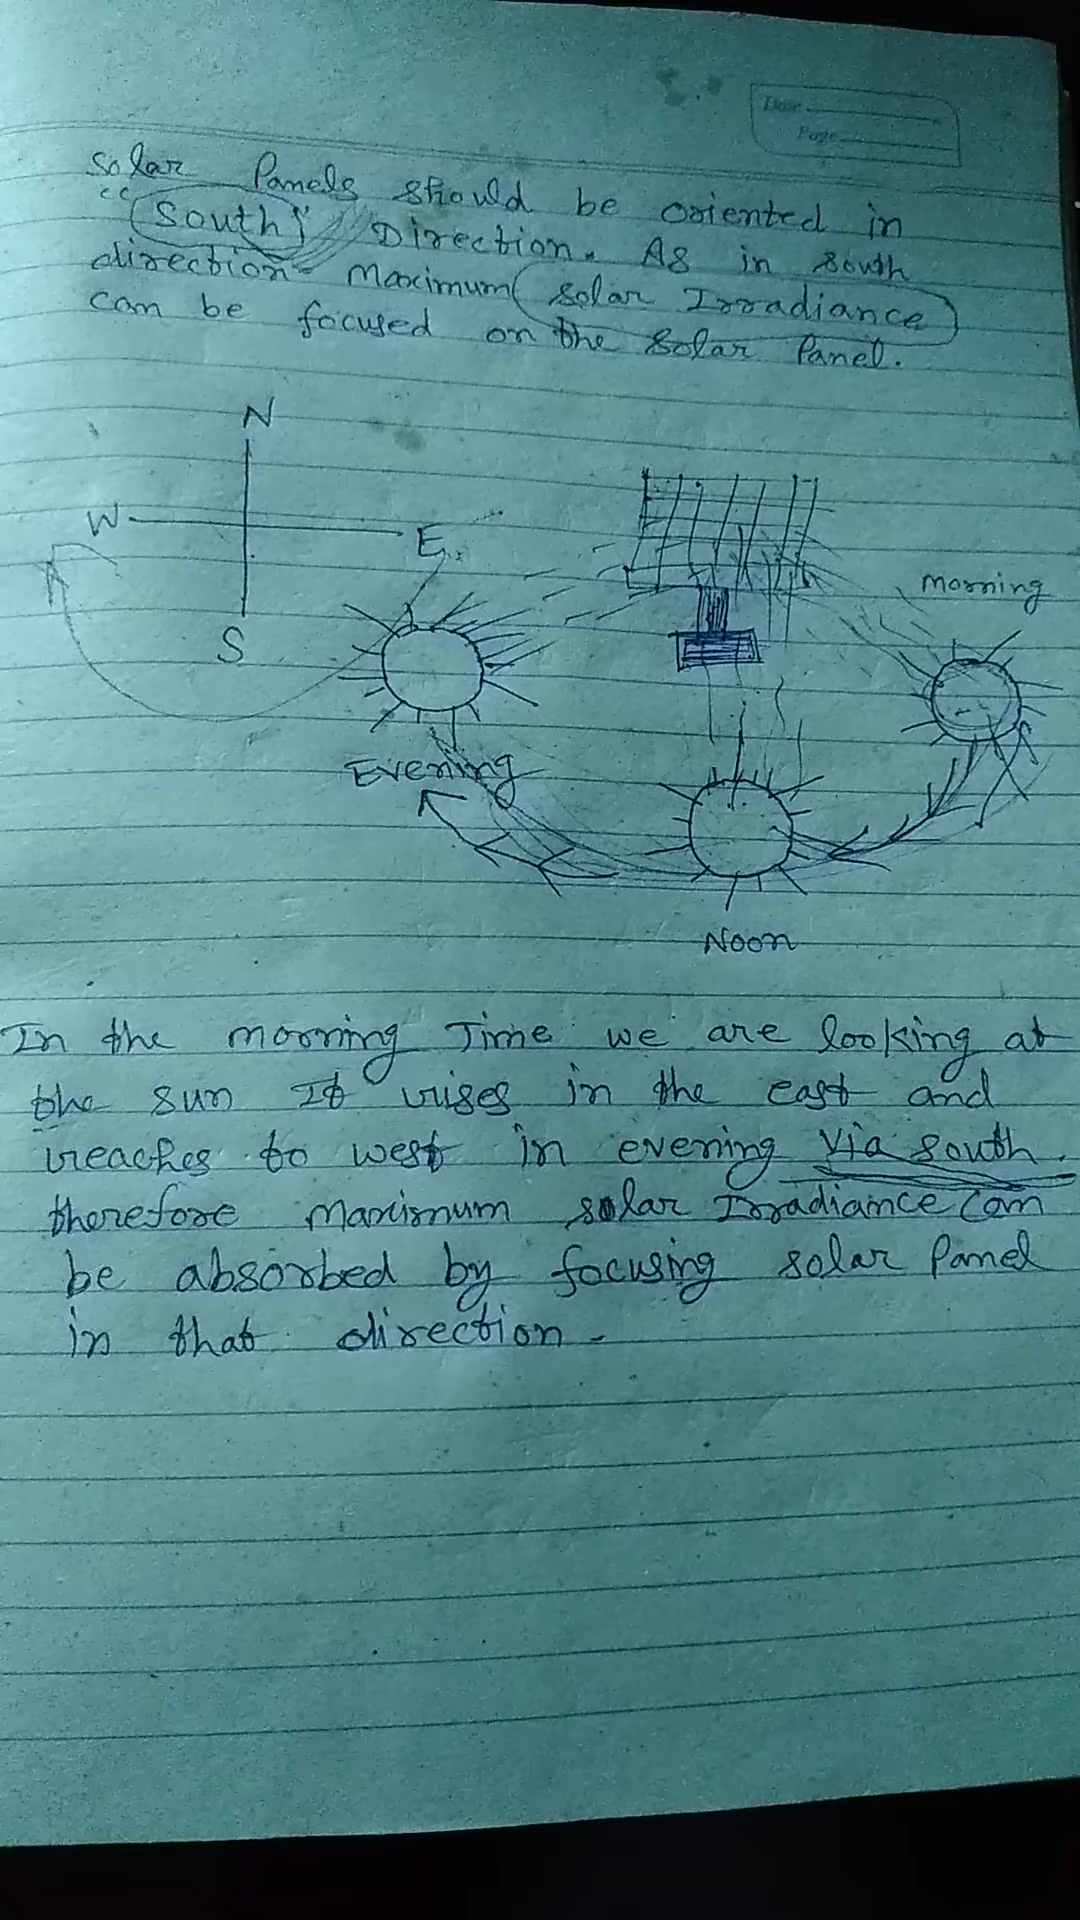 Date
Page
Solar Panels should be oriented in
"South" Direction. As in south
direction maximum solar Irradiance
can be focused on the solar Panel.
N
W
E
S
Morning
Evening
Noon
In the morning Time we are looking at
the sun It rises in the east and
reaches to west in evening via south.
therefore maximum solar Irradiance can
be absorbed by focusing solar Panel
in that direction.